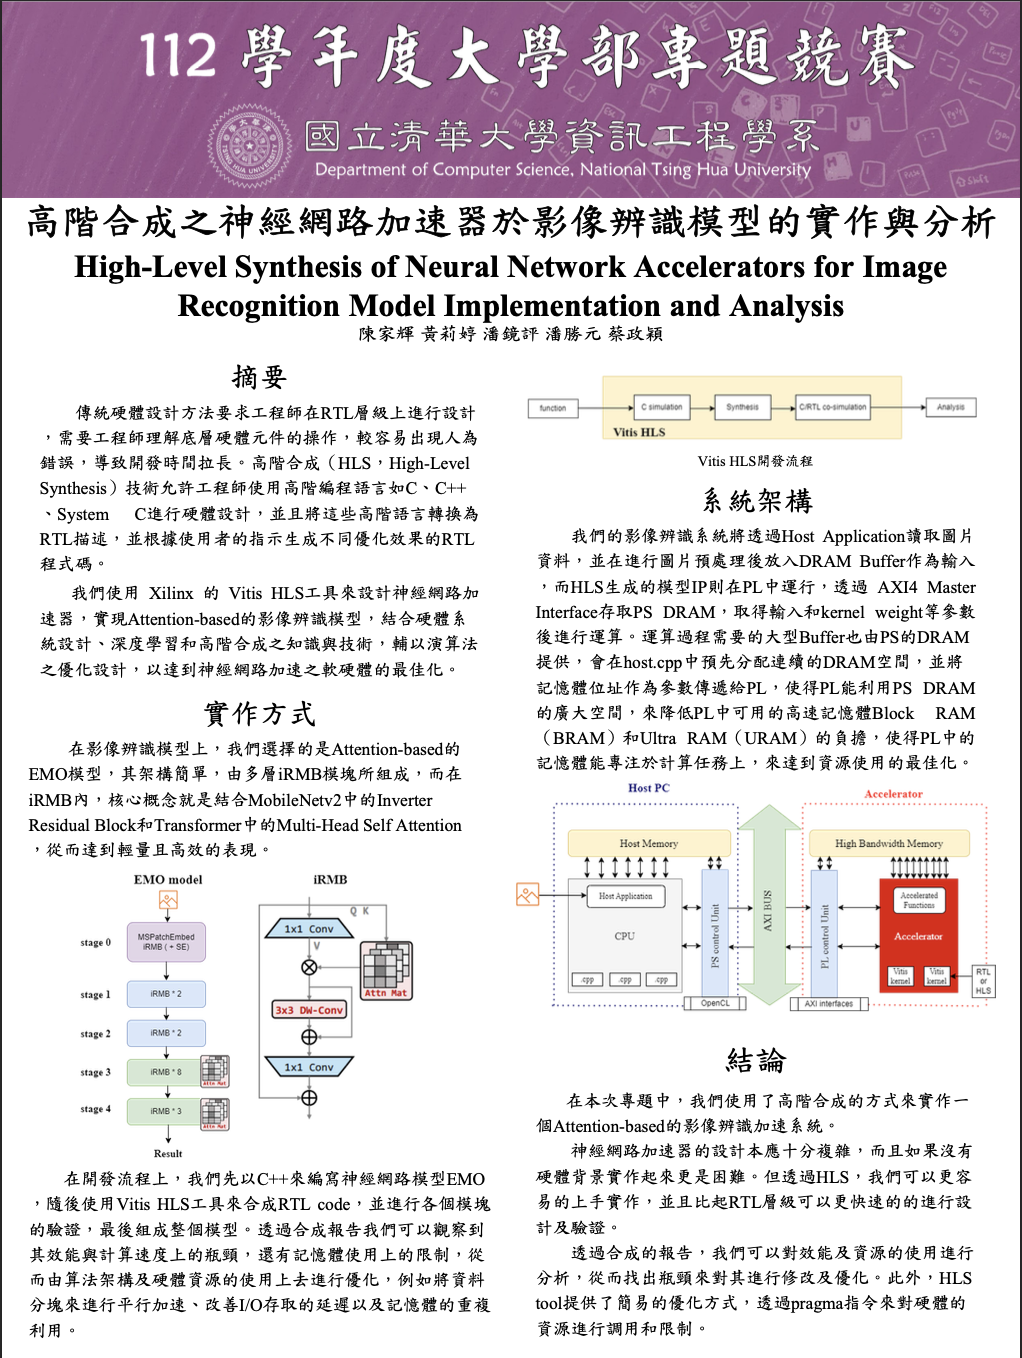 112 學年度大學部專題競賽
國立清華大學資訊工程學系
Department of Computer Science, National Tsing Hua University
高階合成之神經網路加速器於影像辨識模型的實作與分析
High-Level Synthesis of Neural Network Accelerators for Image
Recognition Model Implementation and Analysis
陳家輝 黃莉婷 潘鏡評 潘勝元 蔡政穎
摘要
傳統硬體設計方法要求工程師在RTL層級上進行設計
，需要工程師理解底層硬體元件的操作，較容易出現人為
錯誤，導致開發時間拉長。高階合成（HLS，High-Level
Synthesis）技術允許工程師使用高階編程語言如C、C++
、System C進行硬體設計，並且將這些高階語言轉換為
RTL描述，並根據使用者的指示生成不同優化效果的RTL
程式碼。
我們使用 Xilinx 的 Vitis HLS工具來設計神經網路加
速器，實現Attention-based的影像辨識模型，結合硬體系
統設計、深度學習和高階合成之知識與技術，輔以演算法
之優化設計，以達到神經網路加速之軟硬體的最佳化。
實作方式
在影像辨識模型上，我們選擇的是Attention-based的
EMO模型，其架構簡單，由多層iRMB模塊所組成，而在
iRMB內，核心概念就是結合MobileNetv2中的Inverter
Residual Block和Transformer中的Multi-Head Self Attention
，從而達到輕量且高效的表現。
EMO model
stage 0
MSPatchEmbed
iRMB ( + SE)
stage 1
iRMB * 2
stage 2
iRMB * 2
stage 3
iRMB * 8
Attn Mat
stage 4
iRMB * 3
Attn Mat
Result
iRMB
Q K
1x1 Conv
V
Attn Mat
3x3 DW-Conv
1x1 Conv
在開發流程上，我們先以C++來編寫神經網路模型EMO
，隨後使用Vitis HLS工具來合成RTL code，並進行各個模塊
的驗證，最後組成整個模型。透過合成報告我們可以觀察到
其效能與計算速度上的瓶頸，還有記憶體使用上的限制，從
而由算法架構及硬體資源的使用上去進行優化，例如將資料
分塊來進行平行加速、改善I/O存取的延遲以及記憶體的重複
利用。
function
C simulation
Synthesis
C/RTL co-simulation
Analysis
Vitis HLS
Vitis HLS開發流程
系統架構
我們的影像辨識系統將透過Host Application讀取圖片
資料，並在進行圖片預處理後放入DRAM Buffer作為輸入
，而HLS生成的模型IP則在PL中運行，透過 AXI4 Master
Interface存取PS DRAM，取得輸入和kernel weight等參數
後進行運算。運算過程需要的大型Buffer也由PS的DRAM
提供，會在host.cpp中預先分配連續的DRAM空間，並將
記憶體位址作為參數傳遞給PL，使得PL能利用PS DRAM
的廣大空間，來降低PL中可用的高速記憶體Block RAM
（BRAM）和Ultra RAM（URAM）的負擔，使得PL中的
記憶體能專注於計算任務上，來達到資源使用的最佳化。
Host PC
Accelerator
Host Memory
High Bandwidth Memory
Host Application
CPU
.cpp
.cpp
.cpp
PS control Unit
AXI BUS
PL control Unit
Accelerated
Functions
Accelerator
Vitis
kernel
Vitis
kernel
RTL
or
HLS
OpenCL
AXI interfaces
結論
在本次專題中，我們使用了高階合成的方式來實作一
個Attention-based的影像辨識加速系統。
神經網路加速器的設計本應十分複雜，而且如果沒有
硬體背景實作起來更是困難。但透過HLS，我們可以更容
易的上手實作，並且比起RTL層級可以更快速的的進行設
計及驗證。
透過合成的報告，我們可以對效能及資源的使用進行
分析，從而找出瓶頸來對其進行修改及優化。此外，HLS
tool提供了簡易的優化方式，透過pragma指令來對硬體的
資源進行調用和限制。